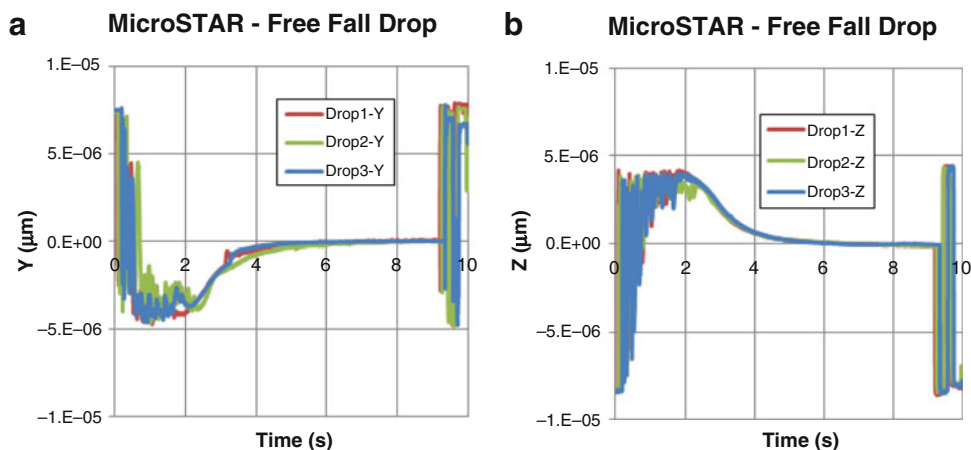 a
MicroSTAR - Free Fall Drop
1.E–05
5.E–06
0.E+00
–5.E–06
–1.E–05
Y (μm)
0
2
4
6
8
10
Time (s)
Drop1-Y
Drop2-Y
Drop3-Y
b
MicroSTAR - Free Fall Drop
1.E–05
5.E–06
0.E+00
–5.E–06
–1.E–05
Z (μm)
0
2
4
6
8
10
Time (s)
Drop1-Z
Drop2-Z
Drop3-Z